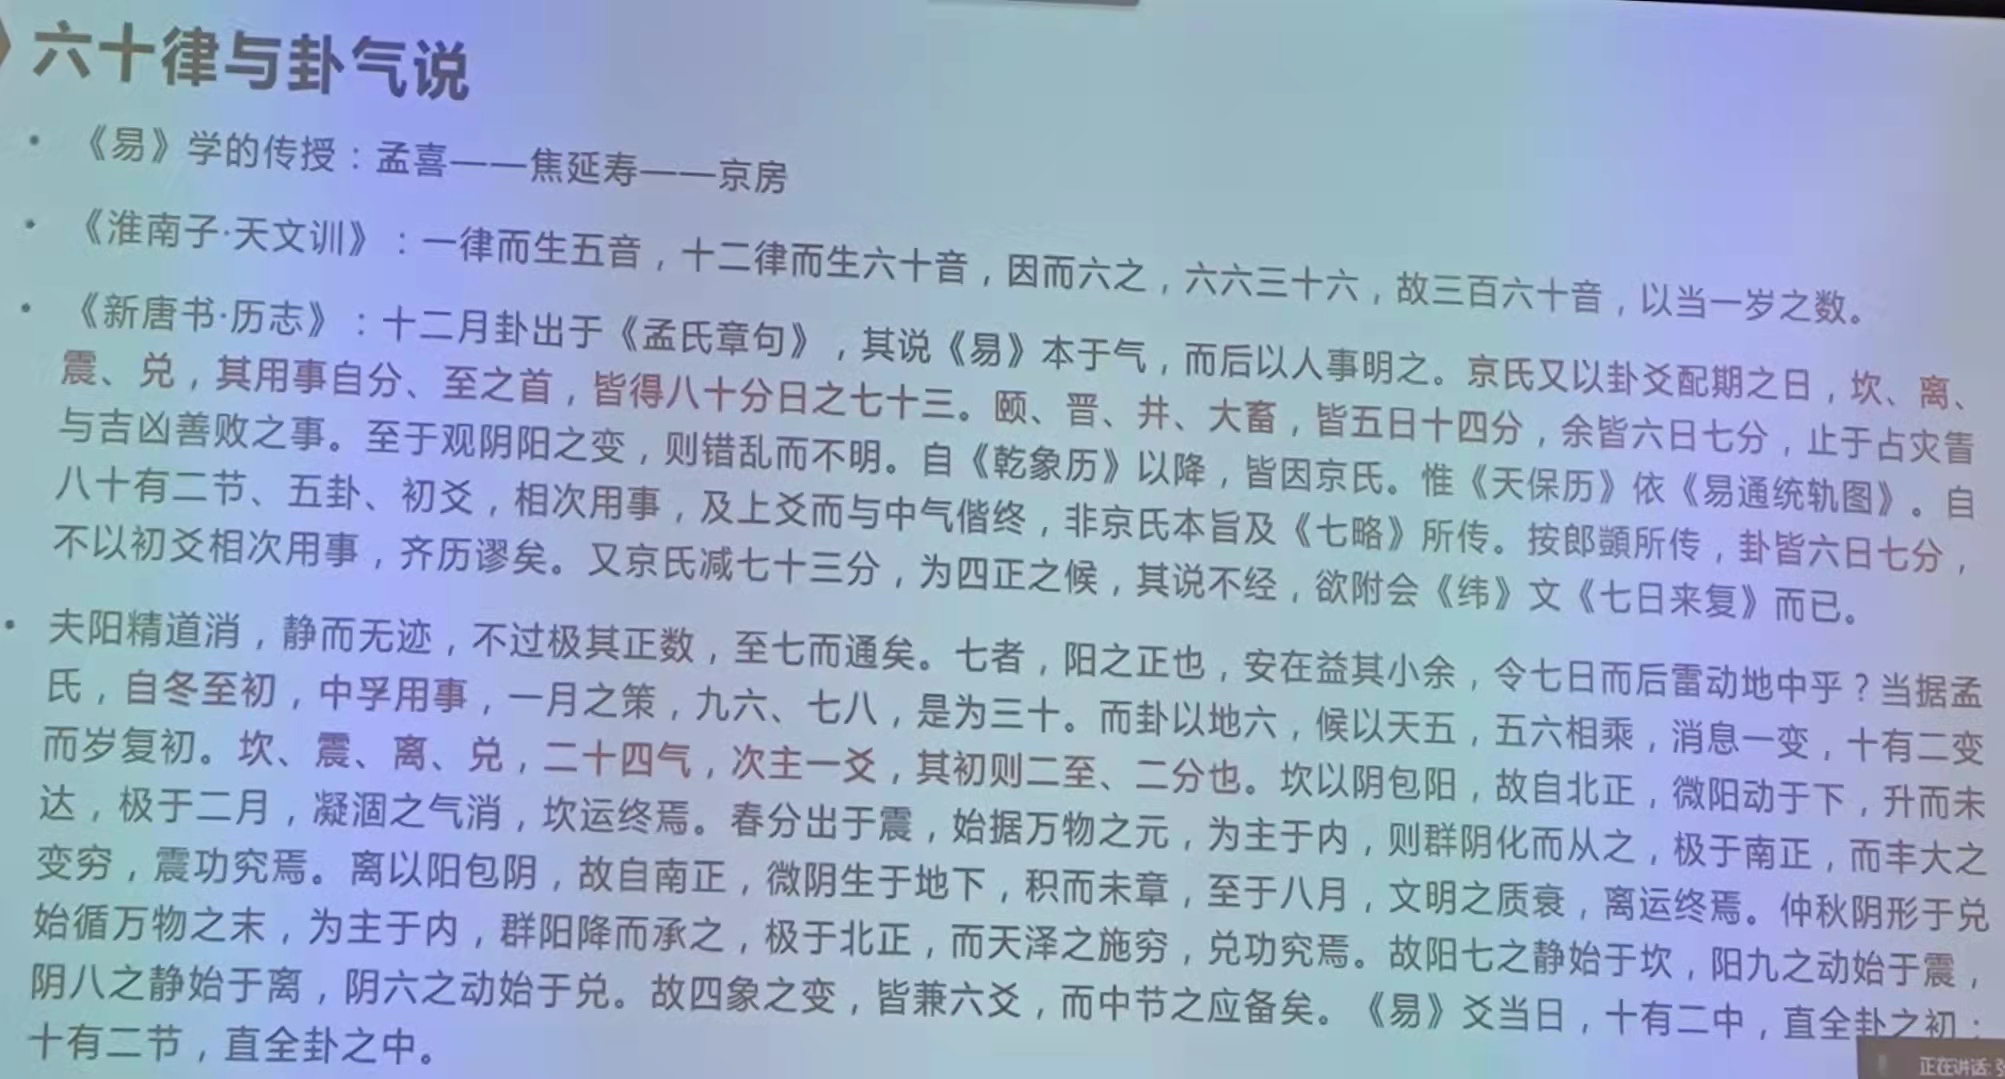 六十律与卦气说
• 《易》学的传授：孟喜——焦延寿——京房
• 《淮南子·天文训》：一律而生五音，十二律而生六十音，因而六之，六六三十六，故三百六十音，以当一岁之数。
• 《新唐书·历志》：十二月卦出于《孟氏章句》，其说《易》本于气，而后以人事明之。京氏又以卦爻配期之日，坎、离、
震、兑，其用事自分、至之首，皆得八十分日之七十三。颐、晋、井、大畜，皆五日十四分，余皆六日七分，止于占灾眚
与吉凶善败之事。至于观阴阳之变，则错乱而不明。自《乾象历》以降，皆因京氏。惟《天保历》依《易通统轨图》。自
八十有二节、五卦、初爻，相次用事，及上爻而与中气偕终，非京氏本旨及《七略》所传。按郎顗所传，卦皆六日七分，
不以初爻相次用事，齐历谬矣。又京氏减七十三分，为四正之候，其说不经，欲附会《纬》文《七日来复》而已。
• 夫阳精道消，静而无迹，不过极其正数，至七而通矣。七者，阳之正也，安在益其小余，令七日而后雷动地中乎？当据孟
氏，自冬至初，中孚用事，一月之策，九六、七八，是为三十。而卦以地六，候以天五，五六相乘，消息一变，十有二变
而岁复初。坎、震、离、兑，二十四气，次主一爻，其初则二至、二分也。坎以阴包阳，故自北正，微阳动于下，升而未
达，极于二月，凝涸之气消，坎运终焉。春分出于震，始据万物之元，为主于内，则群阴化而从之，极于南正，而丰大之
变穷，震功究焉。离以阳包阴，故自南正，微阴生于地下，积而未章，至于八月，文明之质衰，离运终焉。仲秋阴形于兑
始循万物之末，为主于内，群阳降而承之，极于北正，而天泽之施穷，兑功究焉。故阳七之静始于坎，阳九之动始于震，
阴八之静始于离，阴六之动始于兑。故四象之变，皆兼六爻，而中节之应备矣。《易》爻当日，十有二中，直全卦之初；
十有二节，直全卦之中。
正在讲话: